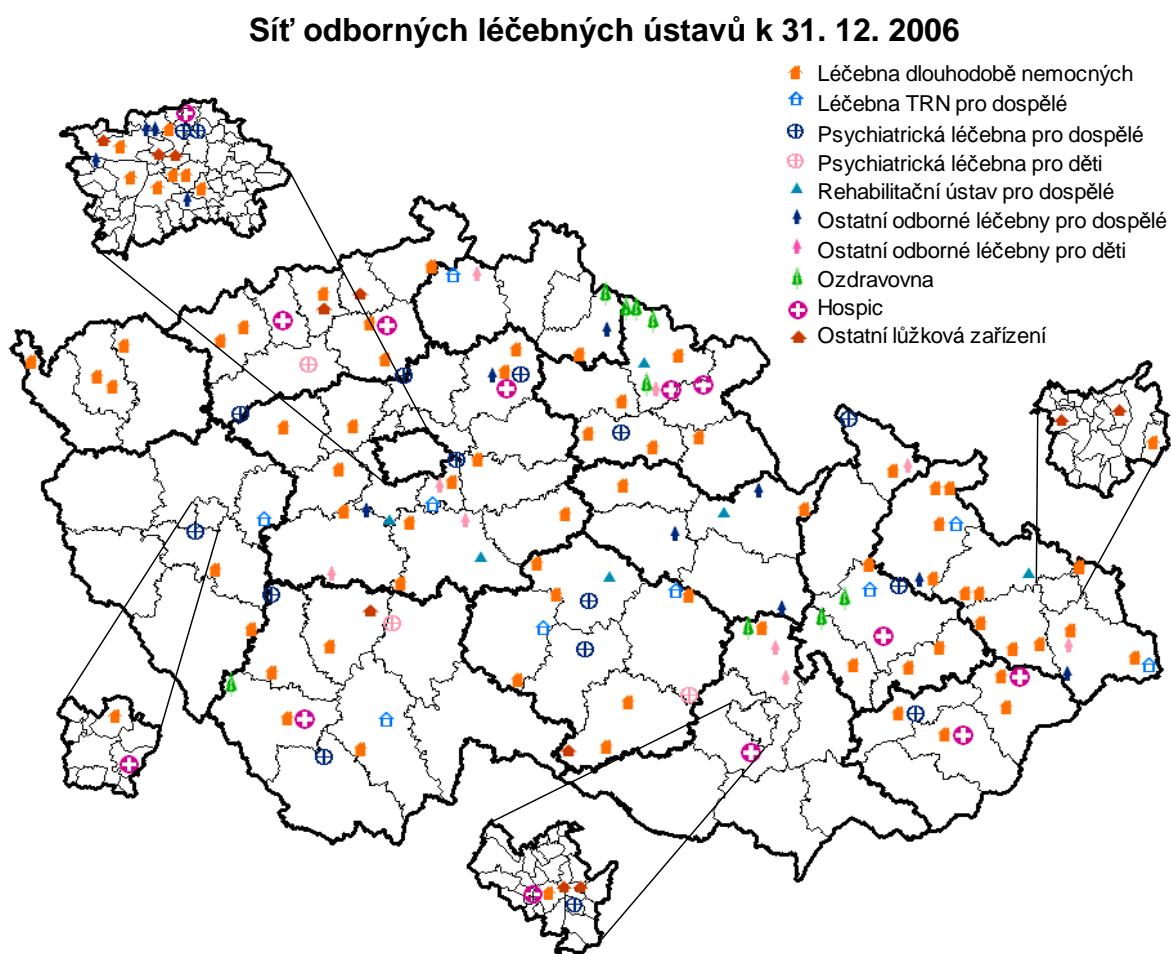 Síť odborných léčebných ústavů k 31. 12. 2006
Léčebna dlouhodobě nemocných
Léčebna TRN pro dospělé
Psychiatrická léčebna pro dospělé
Psychiatrická léčebna pro děti
Rehabilitační ústav pro dospělé
Ostatní odborné léčebny pro dospělé
Ostatní odborné léčebny pro děti
Ozdravovna
Hospic
Ostatní lůžková zařízení